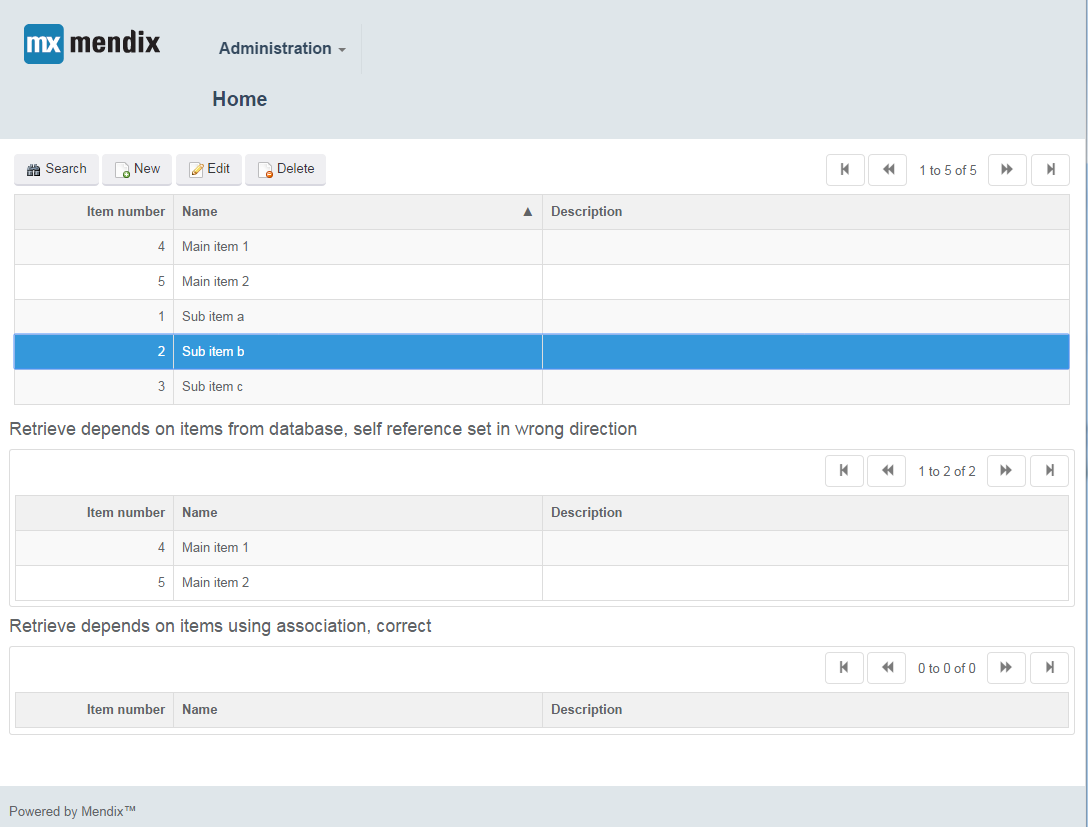 mx mendix
Administration
Home
Search New Edit Delete 1 to 5 of 5
Item number Name ▲ Description
4 Main item 1
5 Main item 2
1 Sub item a
2 Sub item b
3 Sub item c
Retrieve depends on items from database, self reference set in wrong direction
1 to 2 of 2
Item number Name Description
4 Main item 1
5 Main item 2
Retrieve depends on items using association, correct
0 to 0 of 0
Item number Name Description
Powered by Mendix™